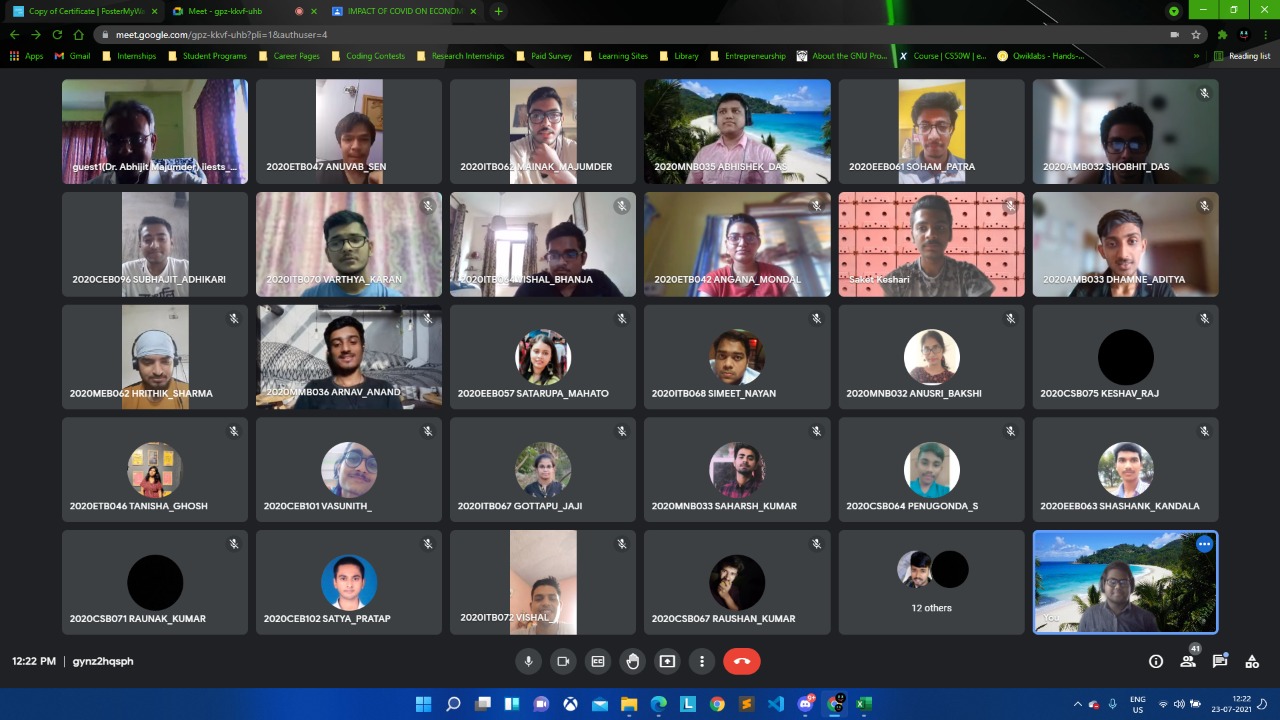 Copy of Certificate | PosterMyWa
Meet - gpz-kkvf-uhb
IMPACT OF COVID ON ECONOM
meet.google.com/gpz-kkvf-uhb?pli=1&authuser=4
Apps
Gmail
Internships
Student Programs
Career Pages
Coding Contests
Research Internships
Paid Survey
Learning Sites
Library
Entrepreneurship
About the GNU Pro...
Course | CS50W | e...
Qwiklabs - Hands-...
»
Reading list
guest1(Dr. Abhijit Majumder) iiests ...
2020ETB047 ANUVAB_SEN
2020ITB062 MAINAK_MAJUMDER
2020MNB035 ABHISHEK_DAS
2020EEB061 SOHAM_PATRA
2020AMB032 SHOBHIT_DAS
2020CEB096 SUBHAJIT_ADHIKARI
2020ITB070 VARTHYA_KARAN
VISHAL_BHANJA
2020ETB042 ANGANA_MONDAL
Saket Keshari
2020AMB033 DHAMNE_ADITYA
2020MEB062 HRITHIK_SHARMA
2020MMB036 ARNAV_ANAND
2020EEB057 SATARUPA_MAHATO
2020ITB068 SIMEET_NAYAN
2020MNB032 ANUSRI_BAKSHI
2020CSB075 KESHAV_RAJ
2020ETB046 TANISHA_GHOSH
2020CEB101 VASUNITH_
2020ITB067 GOTTAPU_JAJI
2020MNB033 SAHARSH_KUMAR
2020CSB064 PENUGONDA_S
2020EEB063 SHASHANK_KANDALA
2020CSB071 RAUNAK_KUMAR
2020CEB102 SATYA_PRATAP
2020ITB072 VISHAL_
2020CSB067 RAUSHAN_KUMAR
12 others
You
12:22 PM | gynz2hqsph
41
ENG
US
12:22
23-07-2021